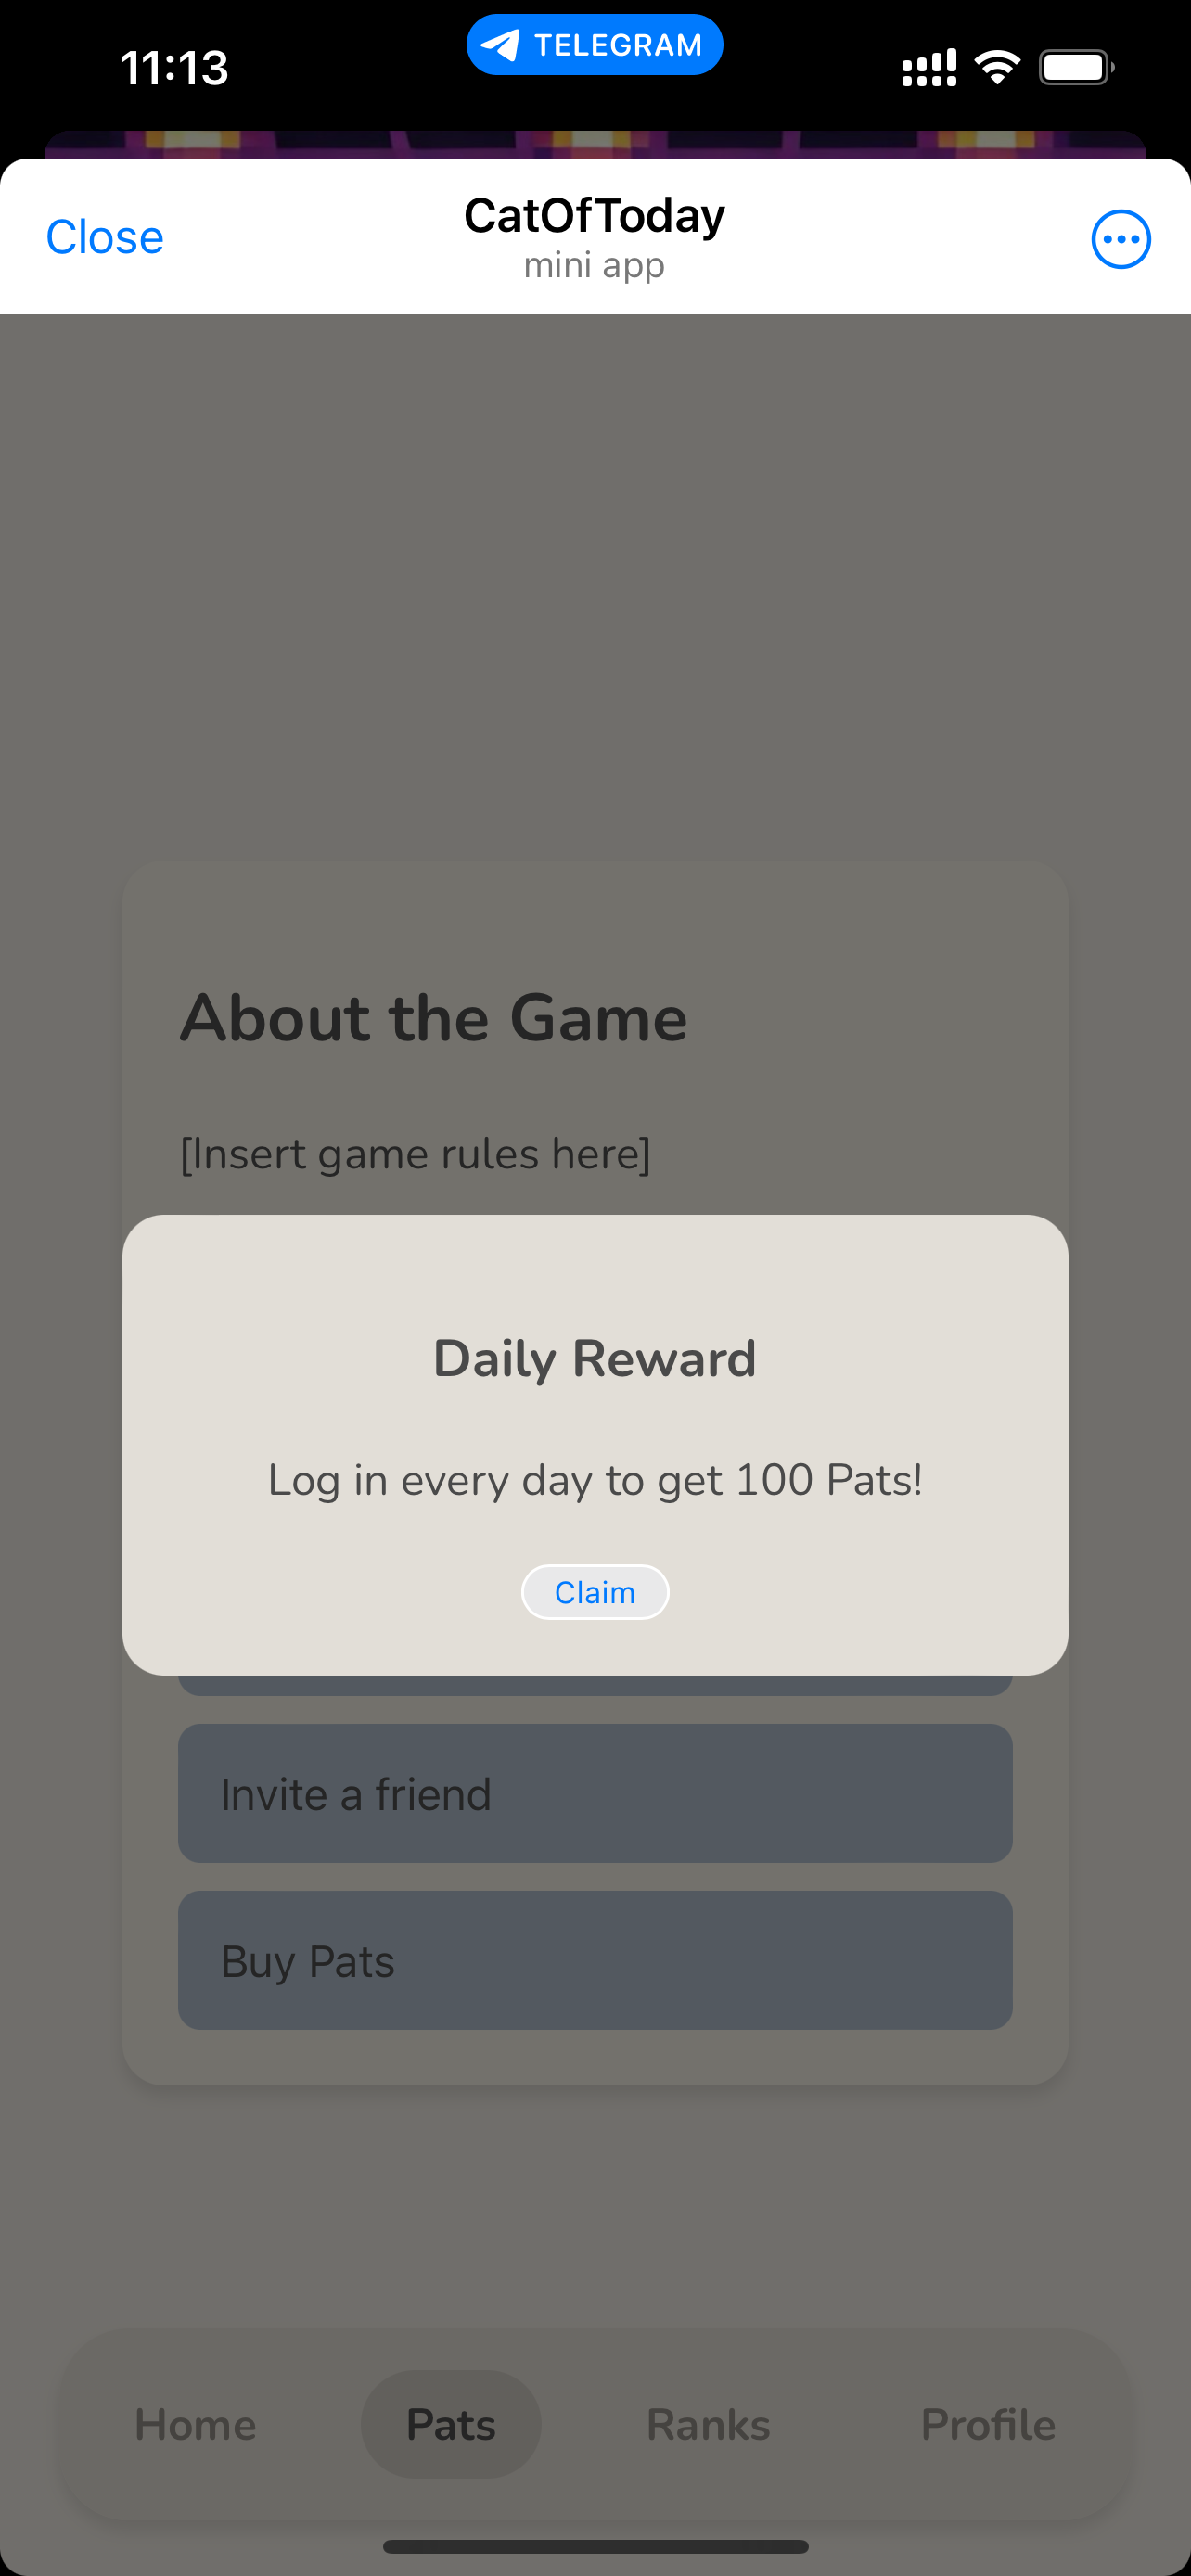 11:13
TELEGRAM
Close
CatOfToday
mini app
About the Game
[Insert game rules here]
Daily Reward
Log in every day to get 100 Pats!
Claim
Invite a friend
Buy Pats
Home
Pats
Ranks
Profile